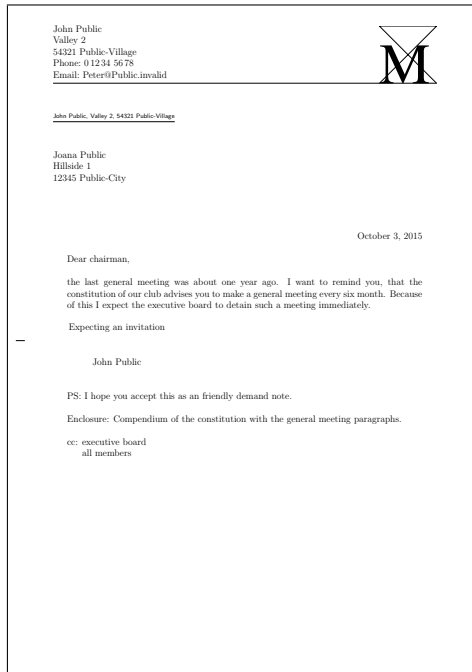 John Public
Valley 2
54321 Public-Village
Phone: 0 12 34 56 78
Email: Peter@Public.invalid
M
John Public, Valley 2, 54321 Public-Village
Joana Public
Hillside 1
12345 Public-City
October 3, 2015
Dear chairman,
the last general meeting was about one year ago. I want to remind you, that the
constitution of our club advises you to make a general meeting every six month. Because
of this I expect the executive board to detain such a meeting immediately.
Expecting an invitation
John Public
PS: I hope you accept this as an friendly demand note.
Enclosure: Compendium of the constitution with the general meeting paragraphs.
cc: executive board
all members